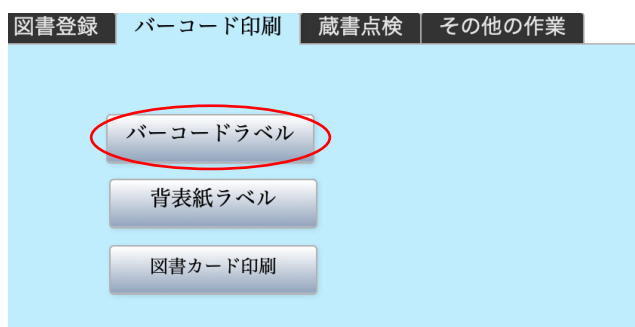 図書登録 バーコード印刷 蔵書点検 その他の作業
バーコードラベル
背表紙ラベル
図書カード印刷